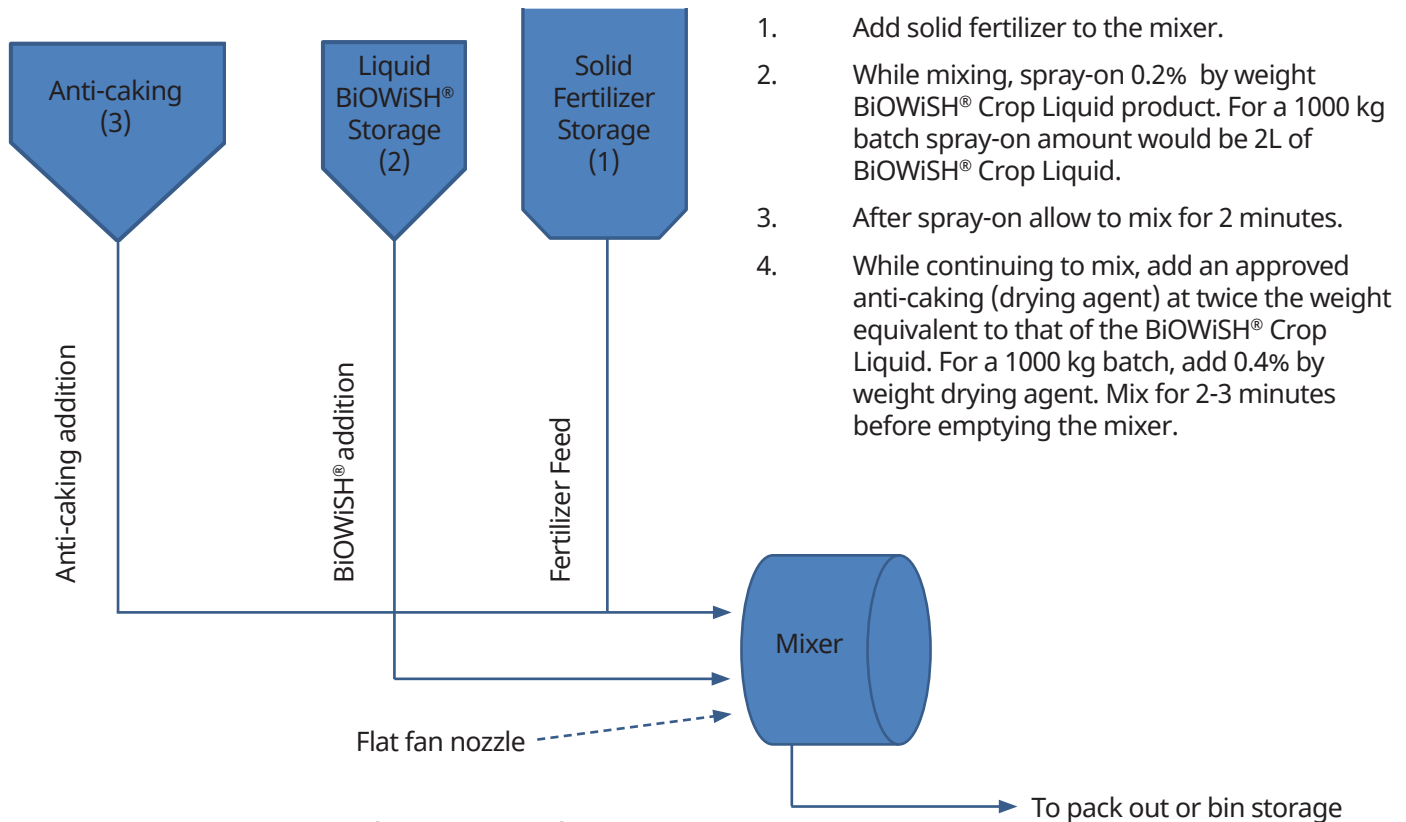 Anti-caking
(3)
Liquid
BiOWiSH®
Storage
(2)
Solid
Fertilizer
Storage
(1)
1. Add solid fertilizer to the mixer.
2. While mixing, spray-on 0.2%  by weight
BiOWiSH® Crop Liquid product. For a 1000 kg
batch spray-on amount would be 2L of
BiOWiSH® Crop Liquid.
3. After spray-on allow to mix for 2 minutes.
4. While continuing to mix, add an approved
anti-caking (drying agent) at twice the weight
equivalent to that of the BiOWiSH® Crop
Liquid. For a 1000 kg batch, add 0.4% by
weight drying agent. Mix for 2-3 minutes
before emptying the mixer.
Anti-caking addition
BiOWiSH® addition
Fertilizer Feed
Mixer
Flat fan nozzle
To pack out or bin storage